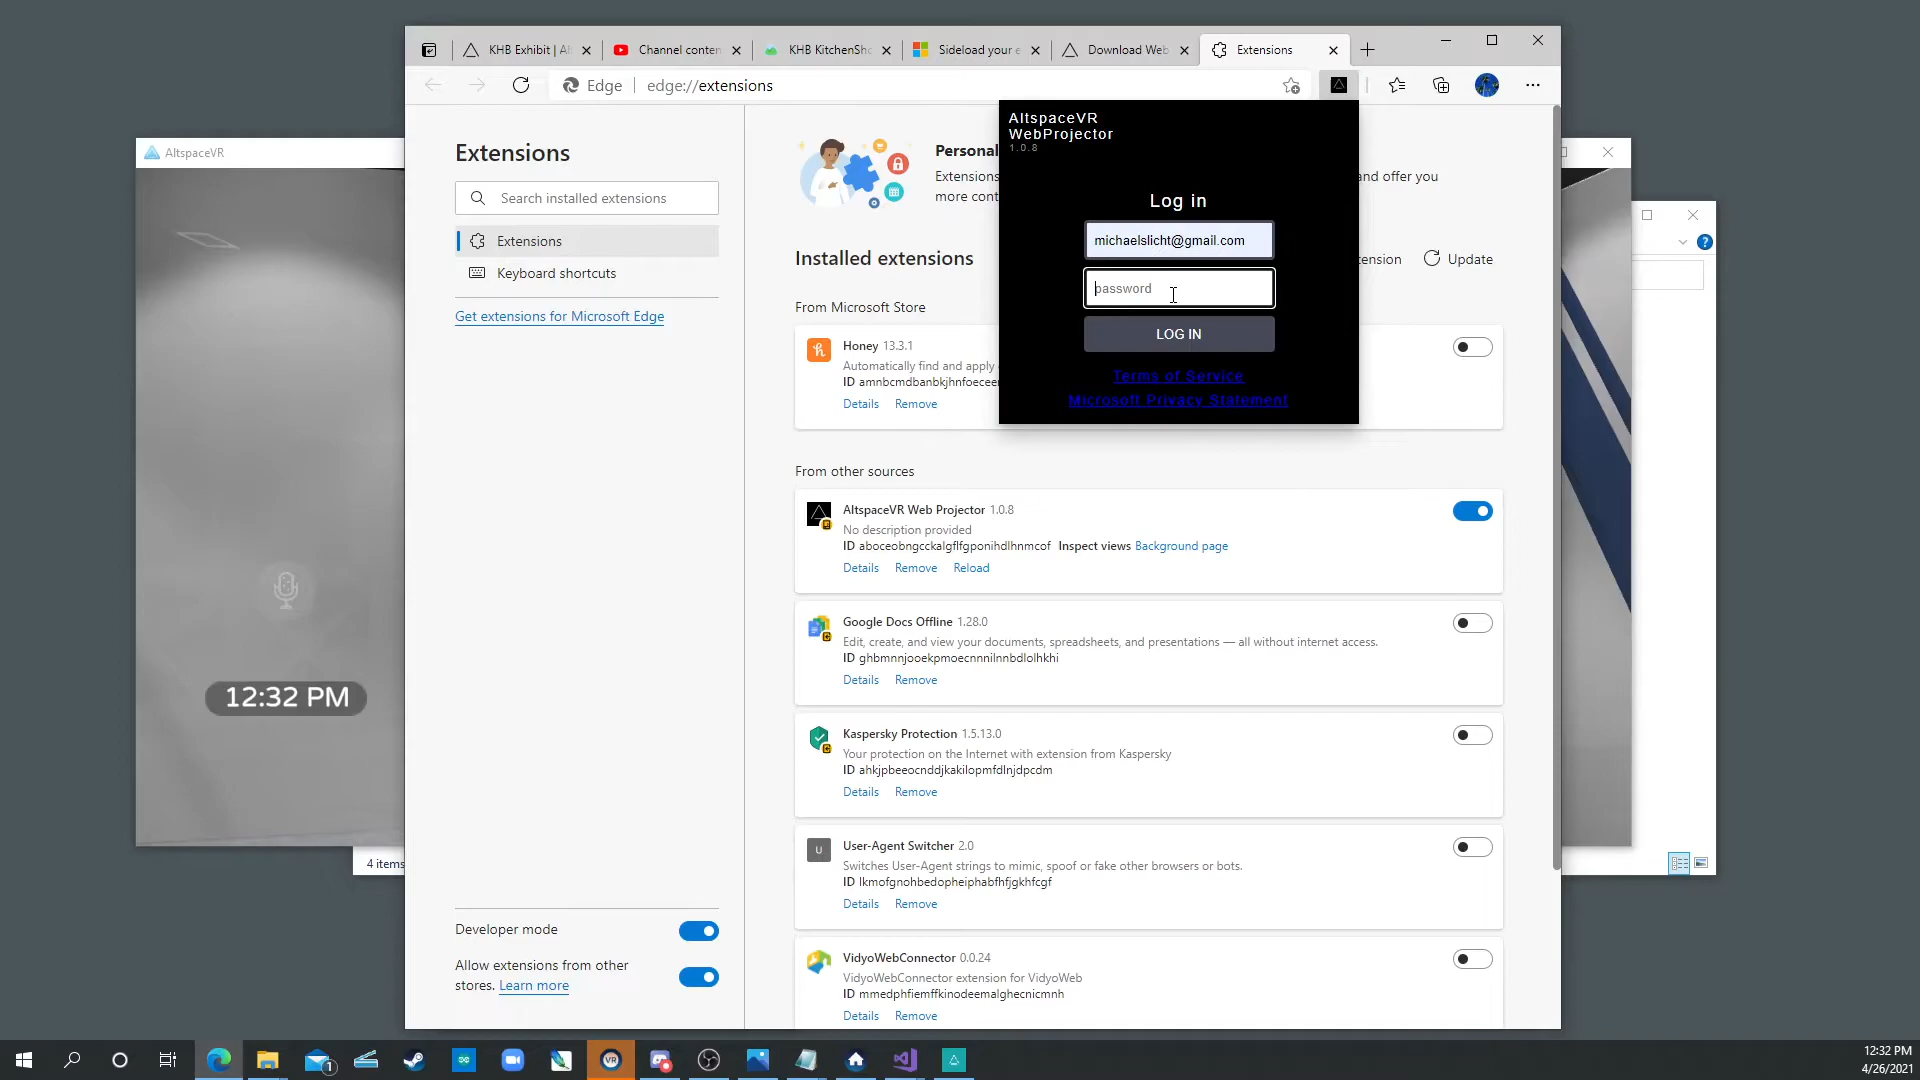 KHB Exhibit | Al
Channel conten
KHB KitchenSh
Sideload your e
Download Web
Extensions
Edge
edge://extensions
AltspaceVR
WebProjector
1.0.8
Log in
michaelslicht@gmail.com
password
LOG IN
Terms of Service
Microsoft Privacy Statement
AltspaceVR
12:32 PM
4 items
Extensions
Search installed extensions
Extensions
Keyboard shortcuts
Get extensions for Microsoft Edge
Developer mode
Allow extensions from other
stores. Learn more
Personal
Extensions and offer you
more cont
Installed extensions
ension
Update
From Microsoft Store
Honey 13.3.1
Automatically find and apply
ID amnbcmdbanbkjhnfoeceer
Details Remove
From other sources
AltspaceVR Web Projector 1.0.8
No description provided
ID aboceobngcckalgflfgponihdlhnmcof Inspect views Background page
Details Remove Reload
Google Docs Offline 1.28.0
Edit, create, and view your documents, spreadsheets, and presentations — all without internet access.
ID ghbmnnjooekpmoecnnnilnnbdlolhkhi
Details Remove
Kaspersky Protection 1.5.13.0
Your protection on the Internet with extension from Kaspersky
ID ahkjpbeeocnddjkakilopmfdlnjdpcdm
Details Remove
U
User-Agent Switcher 2.0
Switches User-Agent strings to mimic, spoof or fake other browsers or bots.
ID lkmofgnohbedopheiphabfhfjgkhfcgf
Details Remove
VidyoWebConnector 0.0.24
VidyoWebConnector extension for VidyoWeb
ID mmedphfiemffkinodeemalghecnicmnh
Details Remove
1
VR
12:32 PM
4/26/2021